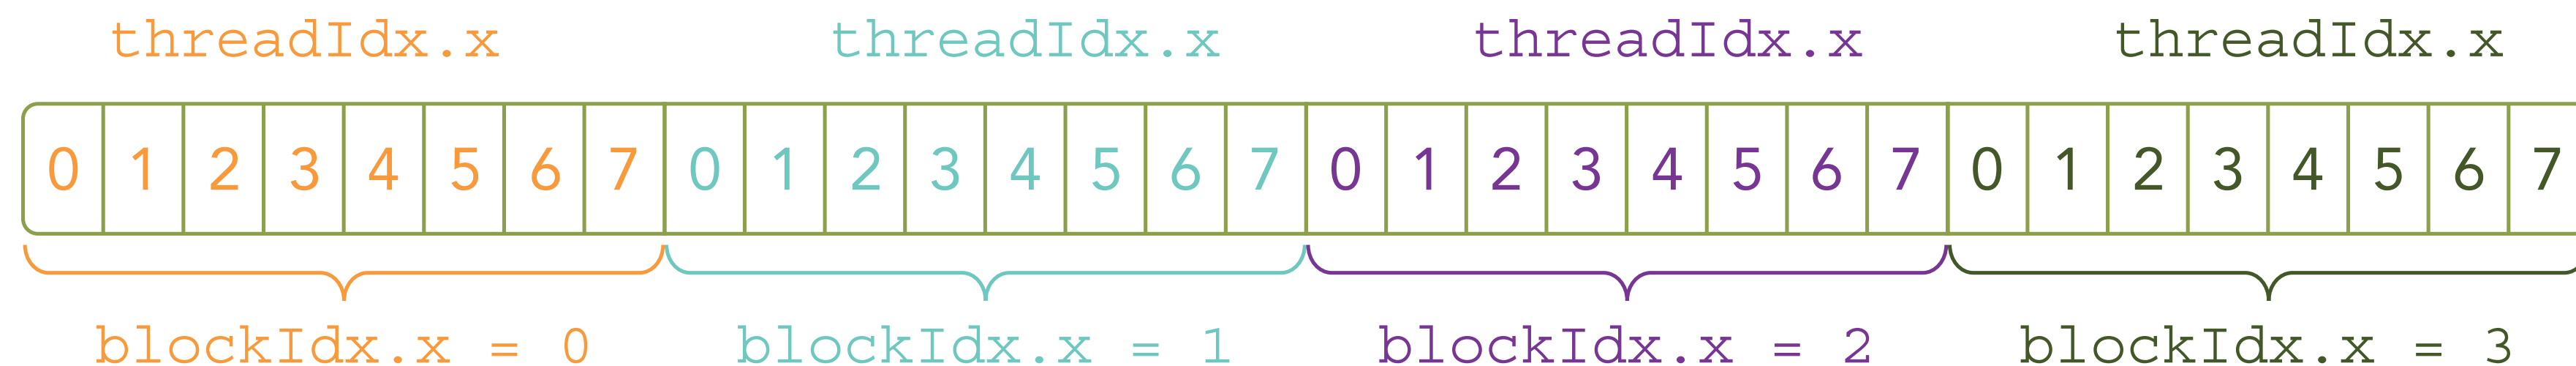 threadIdx.x threadIdx.x threadIdx.x threadIdx.x
0 1 2 3 4 5 6 7 0 1 2 3 4 5 6 7 0 1 2 3 4 5 6 7 0 1 2 3 4 5 6 7
blockIdx.x = 0 blockIdx.x = 1 blockIdx.x = 2 blockIdx.x = 3